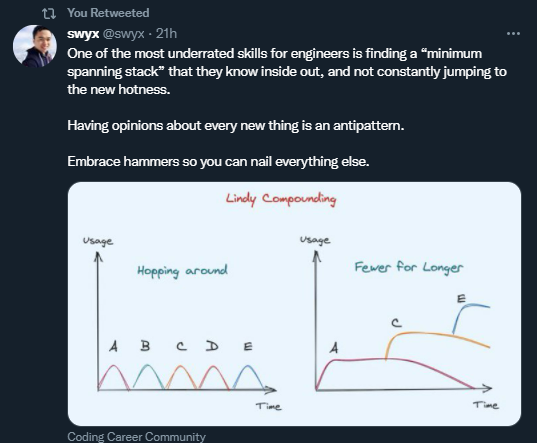 You Retweeted
swyx @swyx · 21h
One of the most underrated skills for engineers is finding a “minimum
spanning stack” that they know inside out, and not constantly jumping to
the new hotness.
Having opinions about every new thing is an antipattern.
Embrace hammers so you can nail everything else.
Lindy Compounding
Usage
Hopping around
A B C D E
Time
Usage
Fewer for Longer
A
C
E
Time
Coding Career Community